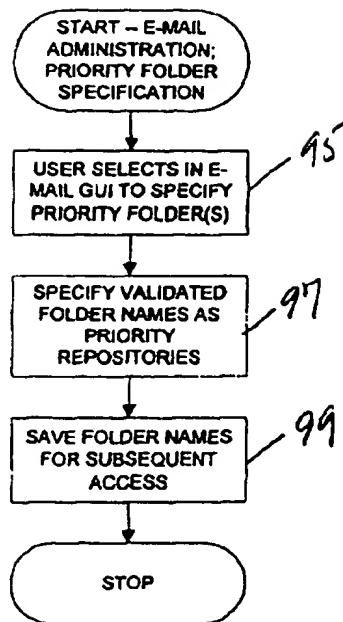 START – E-MAIL
ADMINISTRATION;
PRIORITY FOLDER
SPECIFICATION
USER SELECTS IN E-
MAIL GUI TO SPECIFY
PRIORITY FOLDER(S)
95
SPECIFY VALIDATED
FOLDER NAMES AS
PRIORITY
REPOSITORIES
97
SAVE FOLDER NAMES
FOR SUBSEQUENT
ACCESS
99
STOP